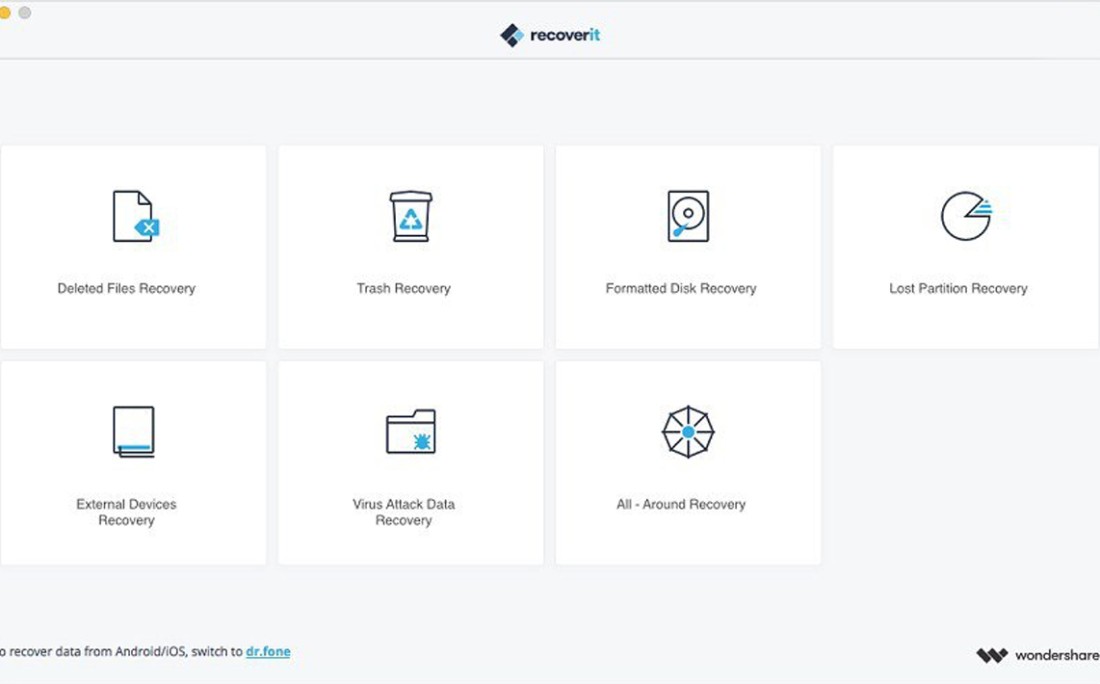 recoverit
Deleted Files Recovery
Trash Recovery
Formatted Disk Recovery
Lost Partition Recovery
External Devices
Recovery
Virus Attack Data
Recovery
All - Around Recovery
o recover data from Android/iOS, switch to dr.fone
wondershare